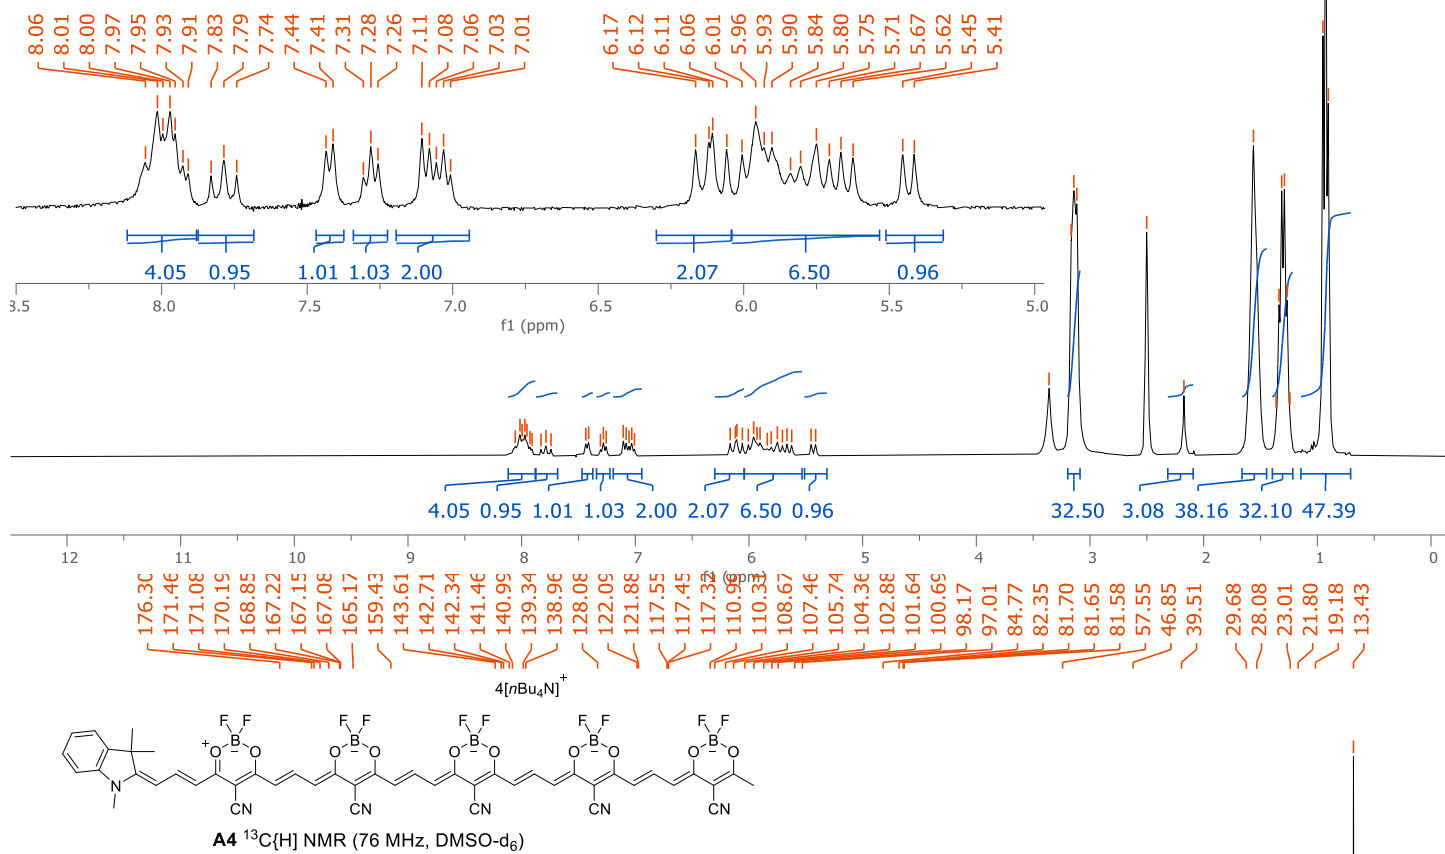 8.06 8.01 8.00 7.97 7.95 7.93 7.91 7.83 7.79 7.74 7.44 7.41 7.31 7.28 7.26 7.11 7.08 7.06 7.03 7.01 6.17 6.12 6.11 6.06 6.01 5.96 5.93 5.90 5.84 5.80 5.75 5.71 5.67 5.62 5.45 5.41
4.05 0.95 1.01 1.03 2.00 2.07 6.50 0.96
8.0 7.5 7.0 6.5 6.0 5.5 5.0
f1 (ppm)
4.05 0.95 1.01 1.03 2.00 2.07 6.50 0.96 32.50 3.08 38.16 32.10 47.39
12 11 10 9 8 7 6 5 4 3 2 1 0
f1 (ppm)
176.30 171.46 171.08 170.19 168.85 167.22 167.15 167.08 165.17 159.43 143.61 142.71 142.34 141.46 140.99 139.34 138.96 128.08 122.09 121.88 117.55 117.45 108.67 107.46 105.74 104.36 102.88 101.64 100.69 98.17 97.01 84.77 82.35 81.70 81.65 81.58 57.55 46.85 39.51 29.68 28.08 23.01 21.80 19.18 13.43
4[nBu4N]+
F F F F F F F F F F
B− B− B− B− B−
+O O O O O O O O O O
N
CN CN CN CN CN
A4 13C{H} NMR (76 MHz, DMSO-d6)